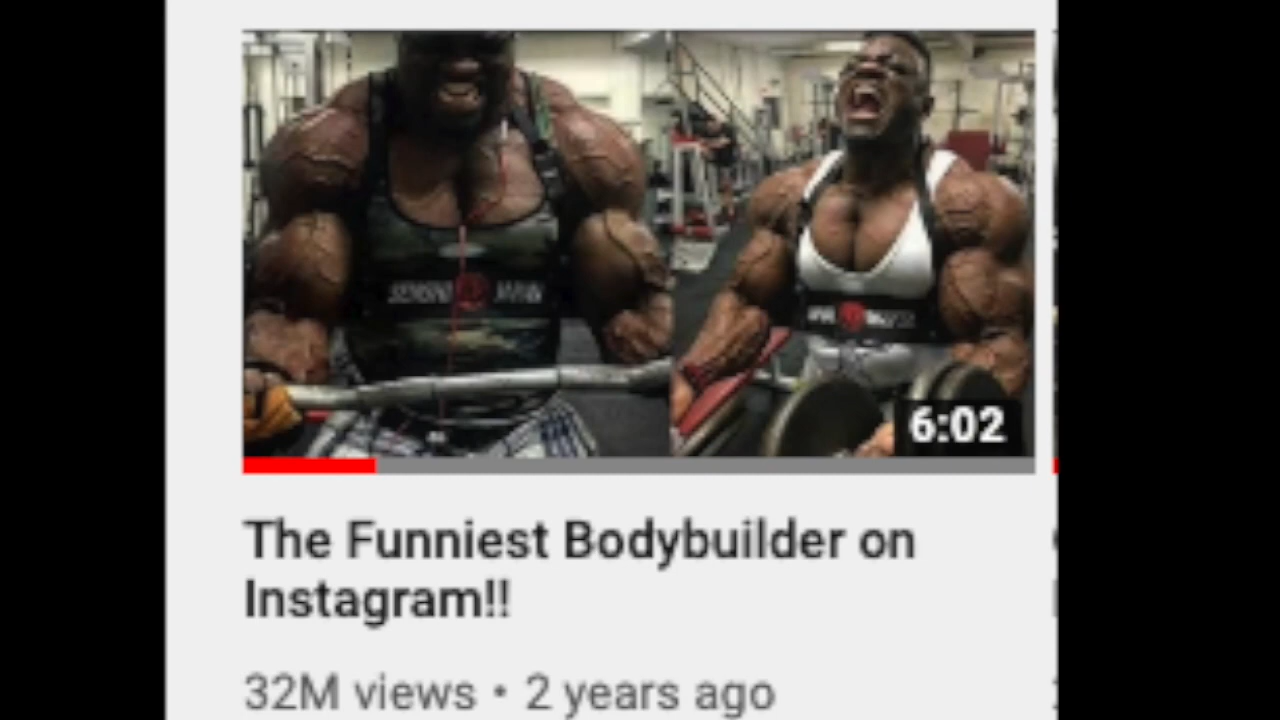 6:02
The Funniest Bodybuilder on
Instagram!!
32M views • 2 years ago